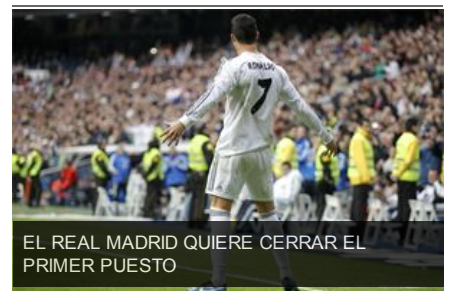 RONALDO
7
EL REAL MADRID QUIERE CERRAR EL
PRIMER PUESTO